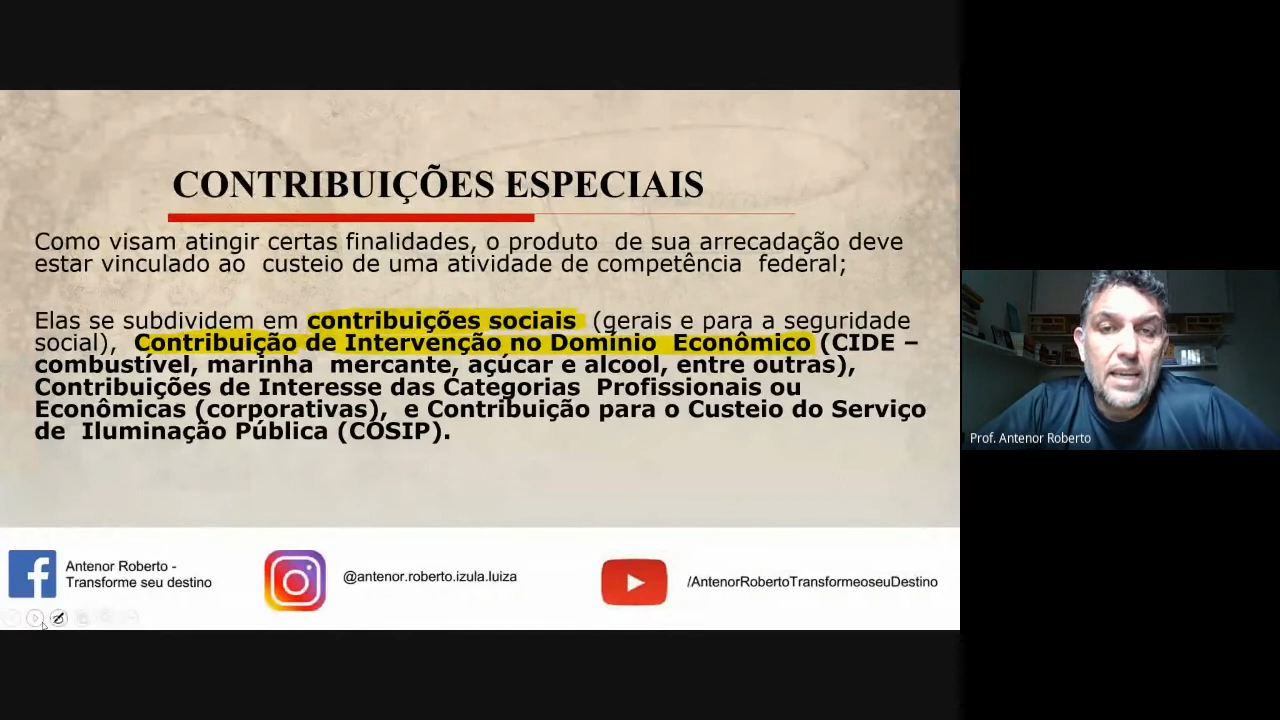 CONTRIBUIÇÕES ESPECIAIS
Como visam atingir certas finalidades, o produto de sua arrecadação deve
estar vinculado ao custeio de uma atividade de competência federal;
Elas se subdividem em contribuições sociais (gerais e para a seguridade
social), Contribuição de Intervenção no Domínio Econômico (CIDE –
combustível, marinha mercante, açúcar e alcool, entre outras),
Contribuições de Interesse das Categorias Profissionais ou
Econômicas (corporativas), e Contribuição para o Custeio do Serviço
de Iluminação Pública (COSIP).
Antenor Roberto -
Transforme seu destino
@antenor.roberto.izula.luiza
/AntenorRobertoTransformeoseuDestino
Prof. Antenor Roberto